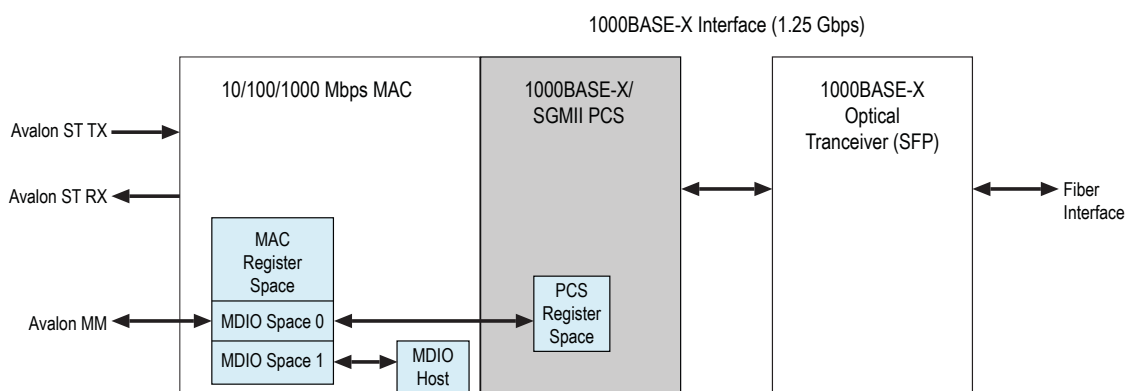 1000BASE-X Interface (1.25 Gbps)
10/100/1000 Mbps MAC
1000BASE-X/
SGMII PCS
1000BASE-X
Optical
Tranceiver (SFP)
Avalon ST TX
Avalon ST RX
Fiber
Interface
MAC
Register
Space
PCS
Register
Space
Avalon MM
MDIO Space 0
MDIO Space 1
MDIO
Host